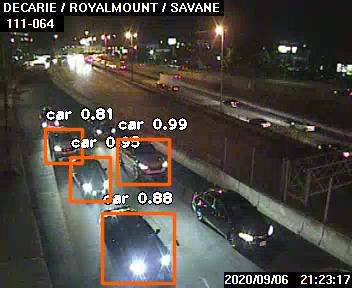 DECARIE / ROYALMOUNT / SAVANE
111-064
car 0.81
car 0.99
car 0.95
car 0.88
2020/09/06 21:23:17